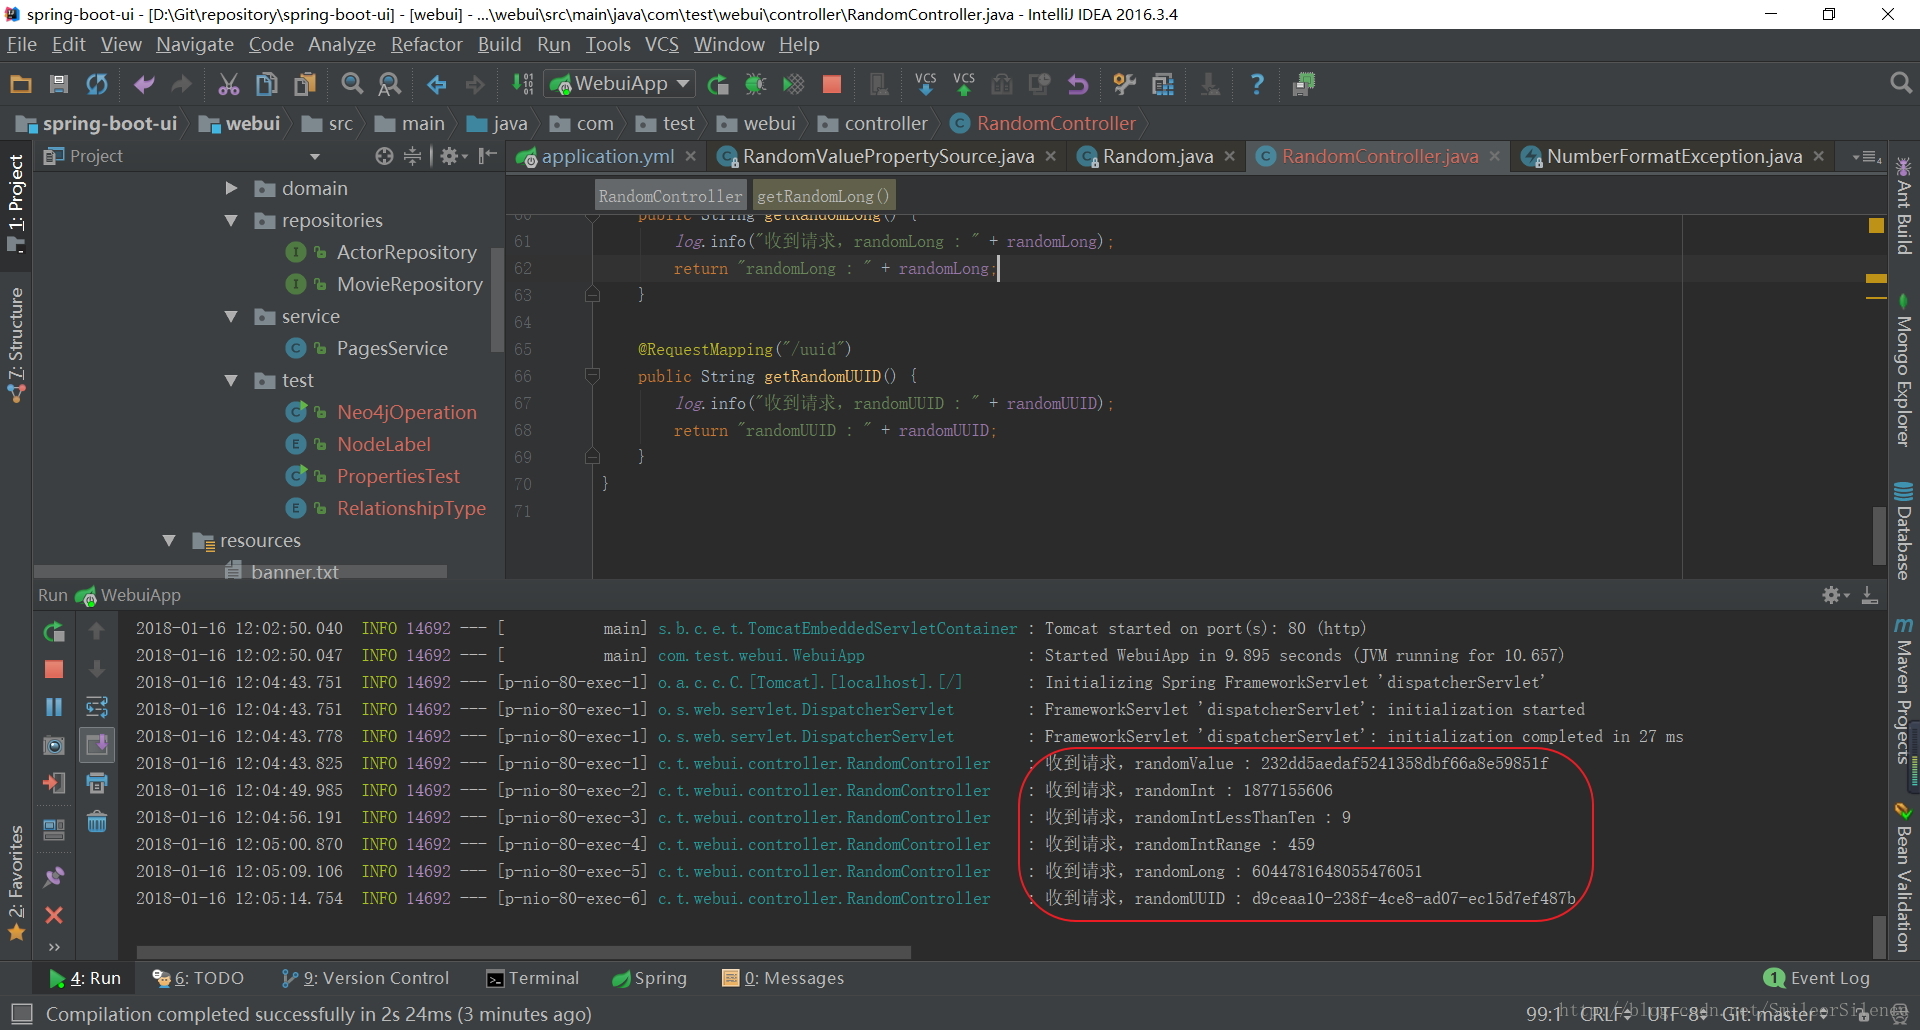 spring-boot-ui - [D:\Git\repository\spring-boot-ui] - [webui] - ...\webui\src\main\java\com\test\webui\controller\RandomController.java - IntelliJ IDEA 2016.3.4
File Edit View Navigate Code Analyze Refactor Build Run Tools VCS Window Help
WebuiApp VCS VCS
spring-boot-ui webui src main java com test webui controller RandomController
Project
application.yml RandomValuePropertySource.java Random.java RandomController.java NumberFormatException.java
RandomController getRandomLong()
domain
repositories
ActorRepository
MovieRepository
service
PagesService
test
Neo4jOperation
NodeLabel
PropertiesTest
RelationshipType
resources
banner.txt
60 public String getRandomLong() {
61 log.info("收到请求，randomLong : " + randomLong);
62 return "randomLong : " + randomLong;
63 }
64
65 @RequestMapping("/uuid")
66 public String getRandomUUID() {
67 log.info("收到请求，randomUUID : " + randomUUID);
68 return "randomUUID : " + randomUUID;
69 }
70 }
71
1: Project
7: Structure
2: Favorites
Ant Build
Mongo Explorer
Database
Maven Projects
Bean Validation
Run WebuiApp
2018-01-16 12:02:50.040 INFO 14692 --- [ main] s.b.c.e.t.TomcatEmbeddedServletContainer : Tomcat started on port(s): 80 (http)
2018-01-16 12:02:50.047 INFO 14692 --- [ main] com.test.webui.WebuiApp : Started WebuiApp in 9.895 seconds (JVM running for 10.657)
2018-01-16 12:04:43.751 INFO 14692 --- [p-nio-80-exec-1] o.a.c.c.C.[Tomcat].[localhost].[/] : Initializing Spring FrameworkServlet 'dispatcherServlet'
2018-01-16 12:04:43.751 INFO 14692 --- [p-nio-80-exec-1] o.s.web.servlet.DispatcherServlet : FrameworkServlet 'dispatcherServlet': initialization started
2018-01-16 12:04:43.778 INFO 14692 --- [p-nio-80-exec-1] o.s.web.servlet.DispatcherServlet : FrameworkServlet 'dispatcherServlet': initialization completed in 27 ms
2018-01-16 12:04:43.825 INFO 14692 --- [p-nio-80-exec-1] c.t.webui.controller.RandomController : 收到请求，randomValue : 232dd5aedaf5241358dbf66a8e59851f
2018-01-16 12:04:49.985 INFO 14692 --- [p-nio-80-exec-2] c.t.webui.controller.RandomController : 收到请求，randomInt : 1877155606
2018-01-16 12:04:56.191 INFO 14692 --- [p-nio-80-exec-3] c.t.webui.controller.RandomController : 收到请求，randomIntLessThanTen : 9
2018-01-16 12:05:00.870 INFO 14692 --- [p-nio-80-exec-4] c.t.webui.controller.RandomController : 收到请求，randomIntRange : 459
2018-01-16 12:05:09.106 INFO 14692 --- [p-nio-80-exec-5] c.t.webui.controller.RandomController : 收到请求，randomLong : 6044781648055476051
2018-01-16 12:05:14.754 INFO 14692 --- [p-nio-80-exec-6] c.t.webui.controller.RandomController : 收到请求，randomUUID : d9ceaa10-238f-4ce8-ad07-ec15d7ef487b
4: Run 6: TODO 9: Version Control Terminal Spring 0: Messages 1 Event Log
Compilation completed successfully in 2s 24ms (3 minutes ago) 99:1 CRLF UTF-8 Git: master
http://blog.csdn.net/SmilecrSilence